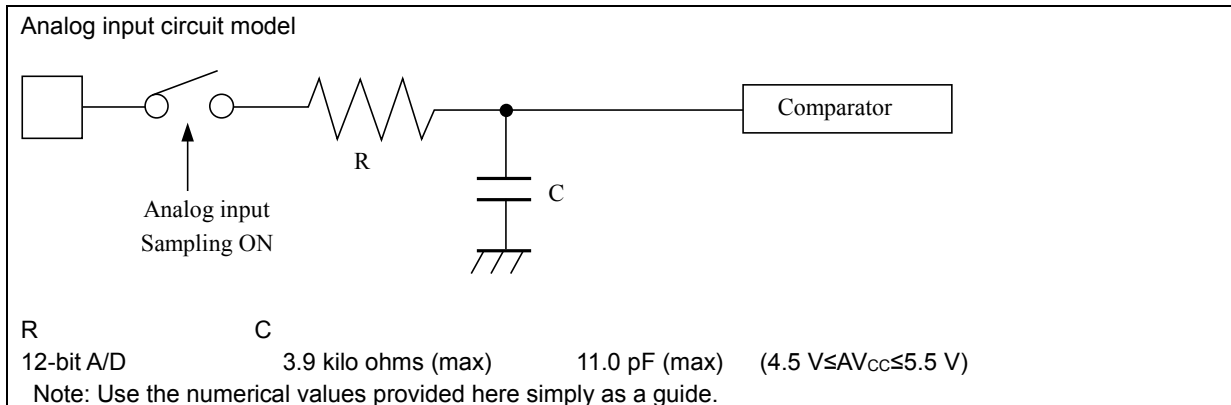 Analog input circuit model
Comparator
R
C
Analog input
Sampling ON
R C
12-bit A/D 3.9 kilo ohms (max) 11.0 pF (max) (4.5 V≤AVCC≤5.5 V)
Note: Use the numerical values provided here simply as a guide.